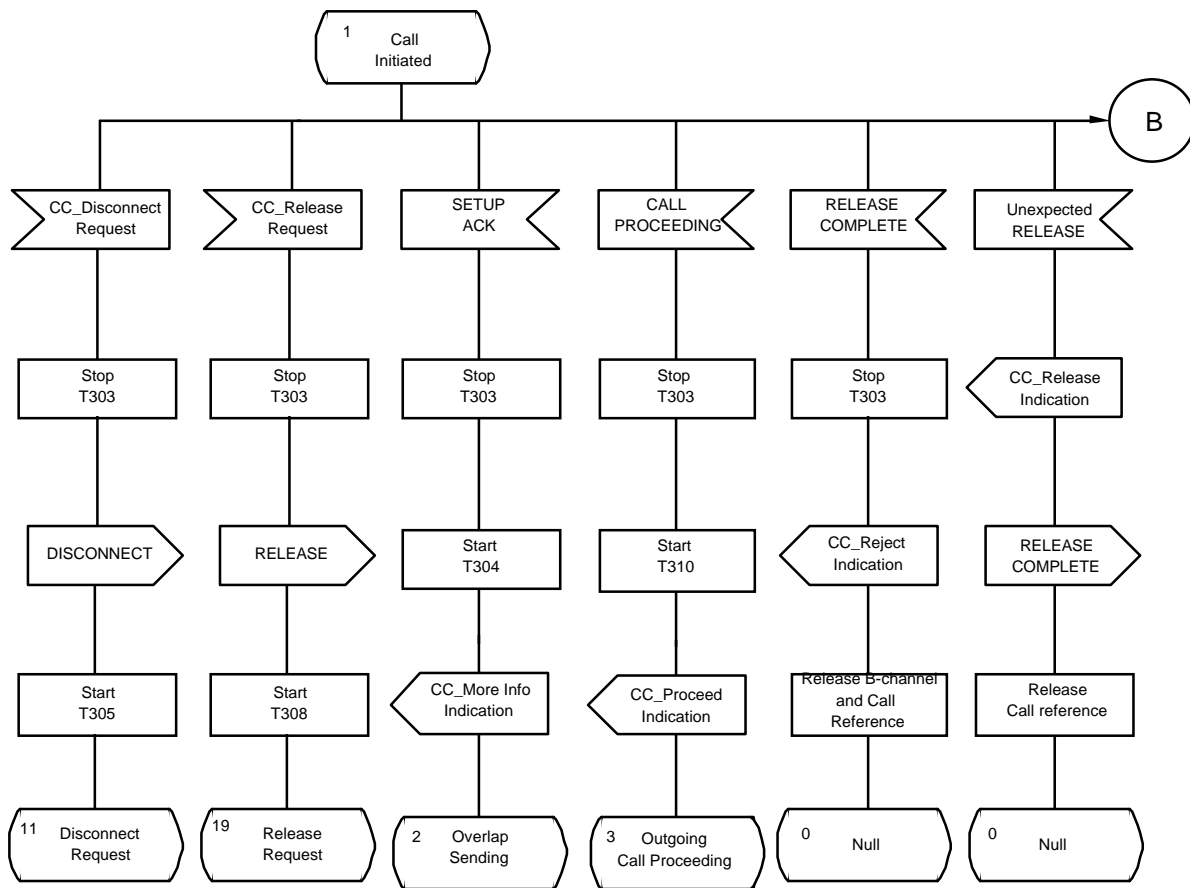 1
Call
Initiated
B
CC_Disconnect
Request
CC_Release
Request
SETUP
ACK
CALL
PROCEEDING
RELEASE
COMPLETE
Unexpected
RELEASE
Stop
T303
Stop
T303
Stop
T303
Stop
T303
Stop
T303
CC_Release
Indication
DISCONNECT
RELEASE
Start
T304
Start
T310
CC_Reject
Indication
RELEASE
COMPLETE
Start
T305
Start
T308
CC_More Info
Indication
CC_Proceed
Indication
Release B-channel
and Call
Reference
Release
Call reference
11
Disconnect
Request
19
Release
Request
2
Overlap
Sending
3
Outgoing
Call Proceeding
0
Null
0
Null